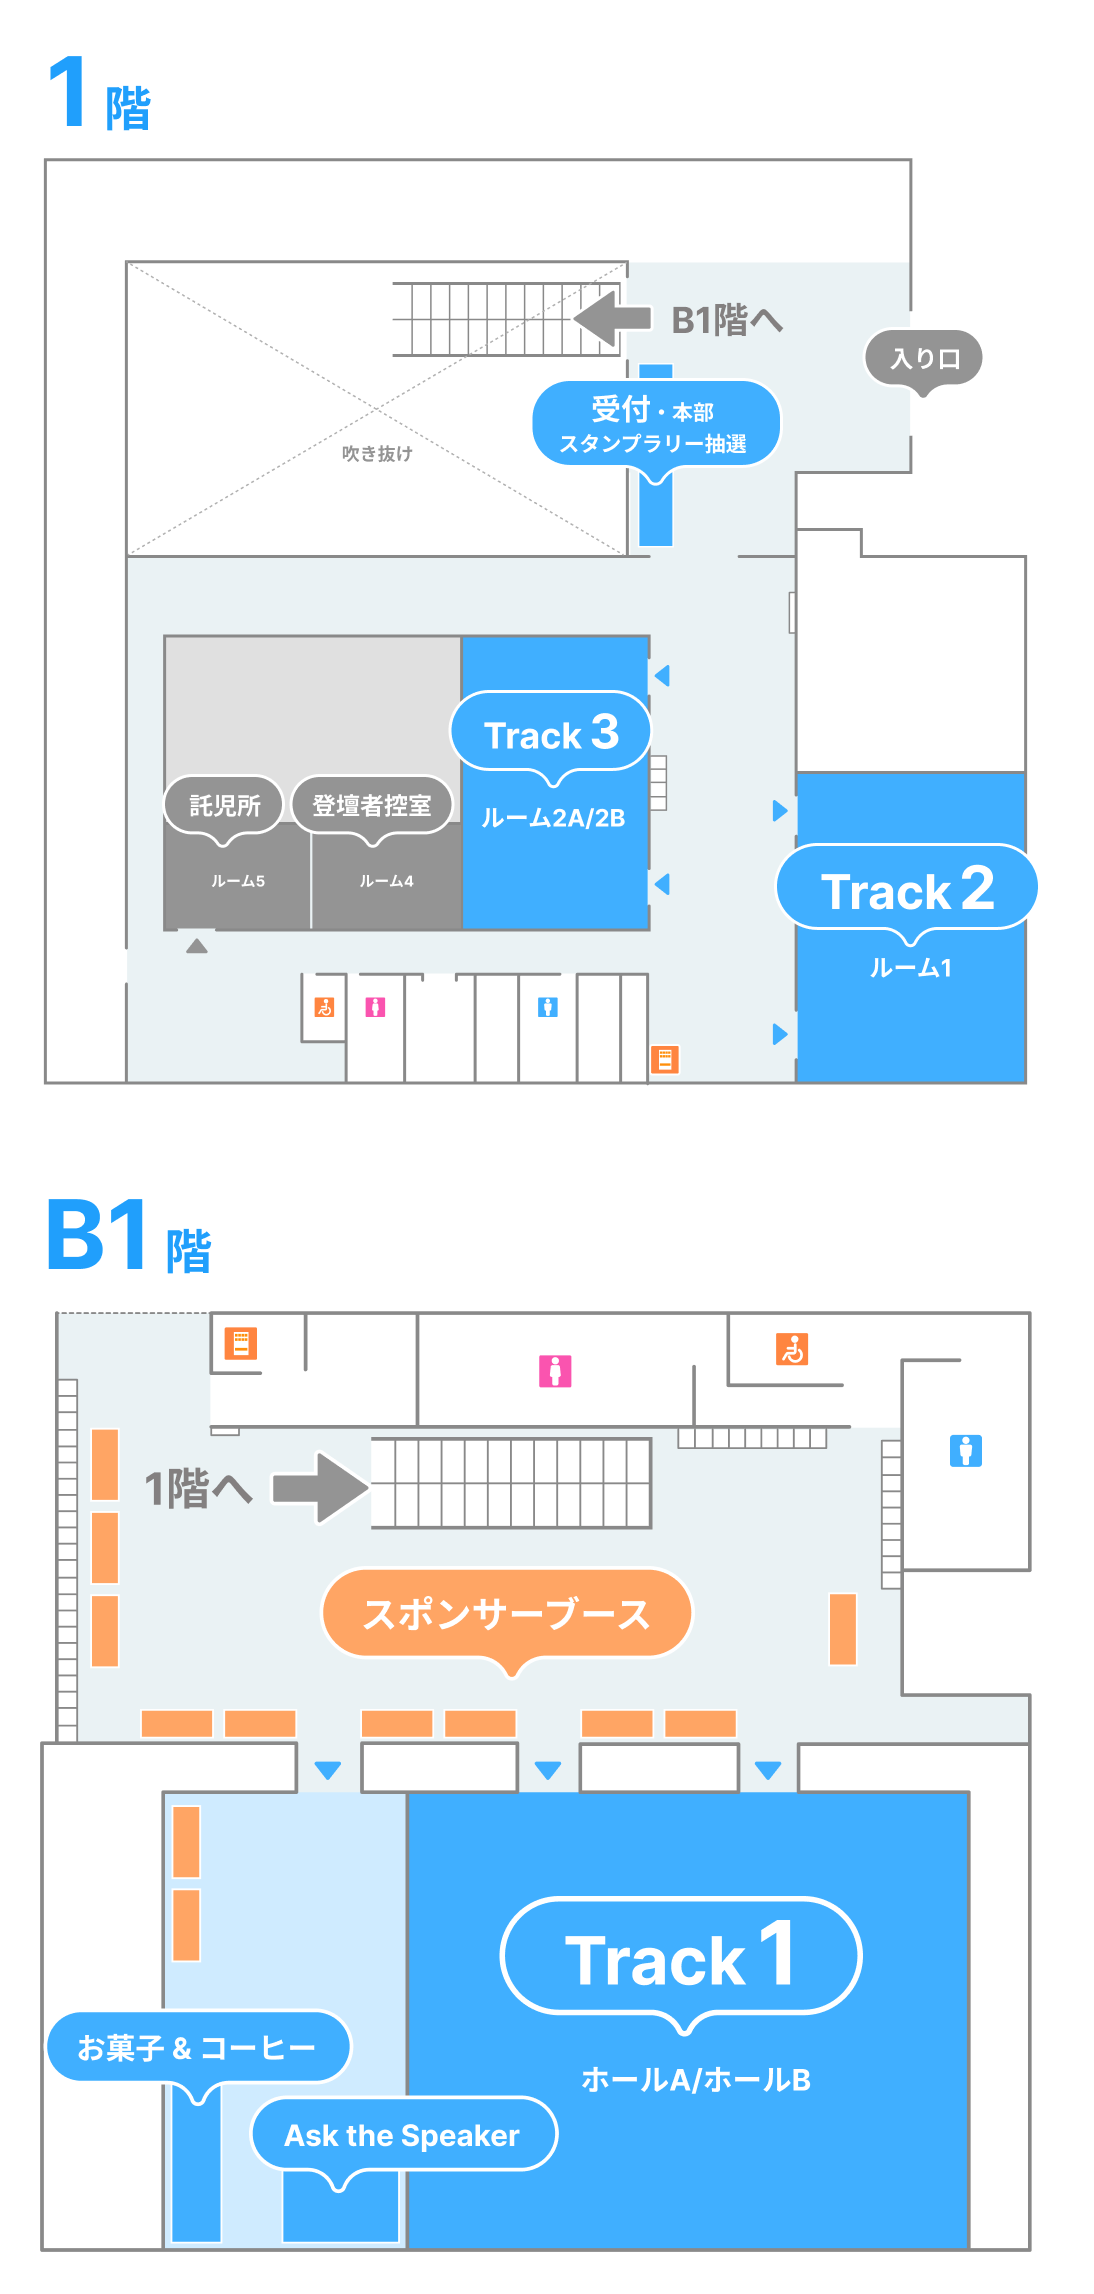 1階
B1階へ
入り口
受付・本部
スタンプラリー抽選
吹き抜け
Track 3
ルーム2A/2B
託児所
登壇者控室
ルーム5
ルーム4
Track 2
ルーム1
B1階
1階へ
スポンサーブース
Track 1
ホールA/ホールB
お菓子 & コーヒー
Ask the Speaker